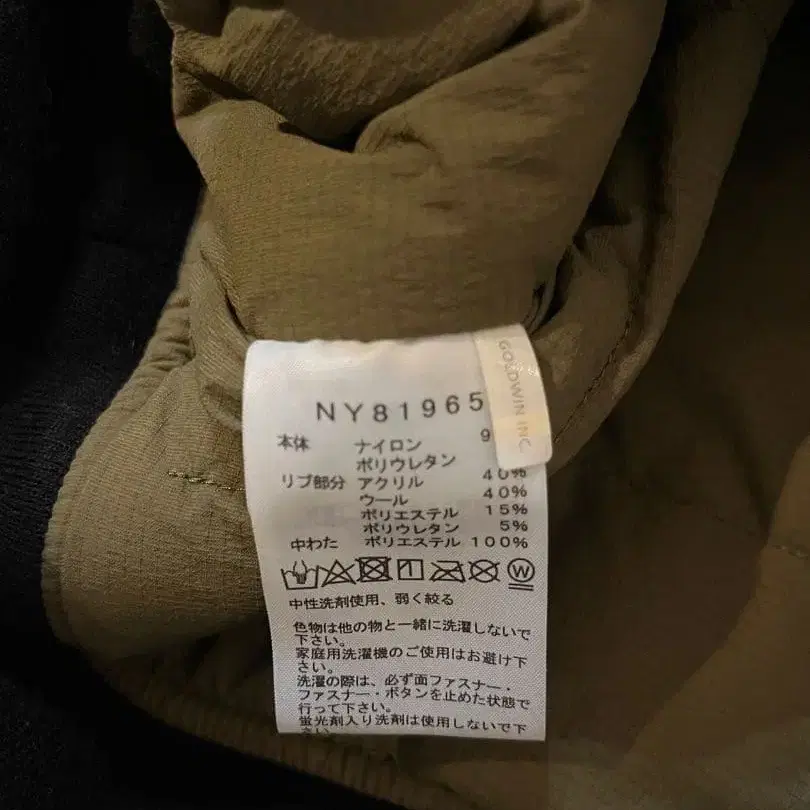 GOLDWIN INC.
NY81965
本体 ナイロン 9
ポリウレタン
リブ部分 アクリル 40%
ウール 40%
ポリエステル 15%
ポリウレタン 5%
中わた ポリエステル 100%
W
中性洗剤使用、弱く絞る
色物は他の物と一緒に洗濯しないで
下さい。
家庭用洗濯機のご使用はお避け下
さい。
洗濯の際は、必ず面ファスナー・
ファスナー・ボタンを止めた状態で
行って下さい。
蛍光剤入り洗剤は使用しないで下
さい。